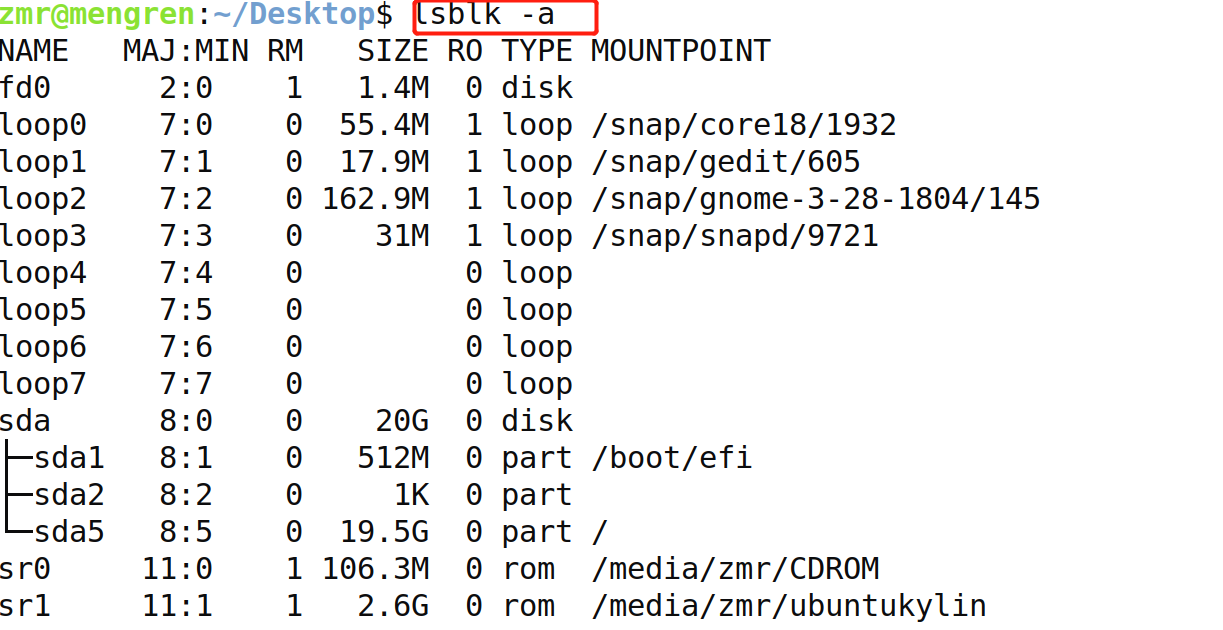 zmr@mengren:~/Desktop$ lsblk -a
NAME   MAJ:MIN RM   SIZE RO TYPE MOUNTPOINT
fd0      2:0    1   1.4M  0 disk
loop0    7:0    0  55.4M  1 loop /snap/core18/1932
loop1    7:1    0  17.9M  1 loop /snap/gedit/605
loop2    7:2    0 162.9M  1 loop /snap/gnome-3-28-1804/145
loop3    7:3    0    31M  1 loop /snap/snapd/9721
loop4    7:4    0         0 loop
loop5    7:5    0         0 loop
loop6    7:6    0         0 loop
loop7    7:7    0         0 loop
sda      8:0    0    20G  0 disk
├─sda1   8:1    0   512M  0 part /boot/efi
├─sda2   8:2    0     1K  0 part
└─sda5   8:5    0  19.5G  0 part /
sr0     11:0    1 106.3M  0 rom  /media/zmr/CDROM
sr1     11:1    1   2.6G  0 rom  /media/zmr/ubuntukylin